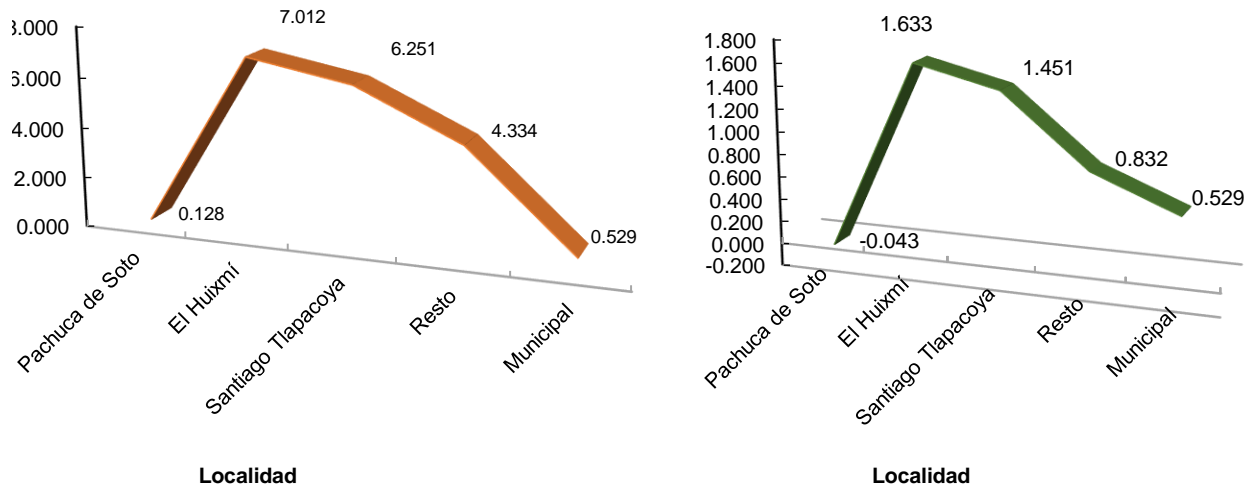 8.000
7.012
6.000
6.251
4.000
4.334
2.000
0.128
0.000
0.529
Pachuca de Soto
El Huixmí
Santiago Tlapacoya
Resto
Municipal
Localidad
1.800
1.633
1.600
1.451
1.400
1.200
1.000
0.800
0.832
0.600
0.529
0.400
0.200
0.000
-0.043
-0.200
Pachuca de Soto
El Huixmí
Santiago Tlapacoya
Resto
Municipal
Localidad